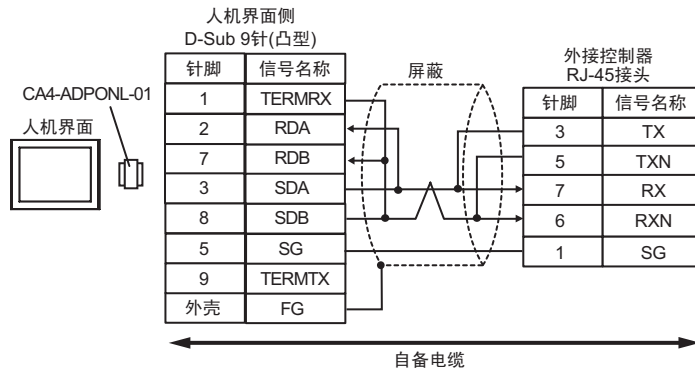 人机界面侧
D-Sub 9针(凸型)
外接控制器
RJ-45接头
屏蔽
CA4-ADPONL-01
人机界面
针脚 信号名称
1 TERMRX
2 RDA
7 RDB
3 SDA
8 SDB
5 SG
9 TERMTX
外壳 FG
针脚 信号名称
3 TX
5 TXN
7 RX
6 RXN
1 SG
自备电缆